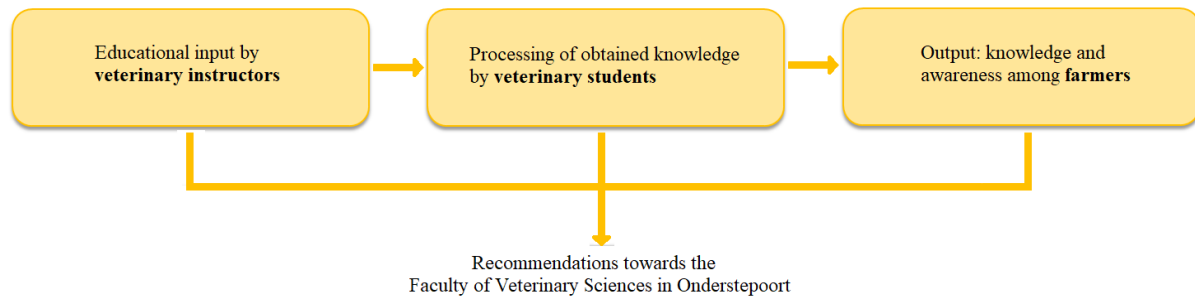 Educational input by
veterinary instructors
Processing of obtained knowledge
by veterinary students
Output: knowledge and
awareness among farmers
Recommendations towards the
Faculty of Veterinary Sciences in Onderstepoort